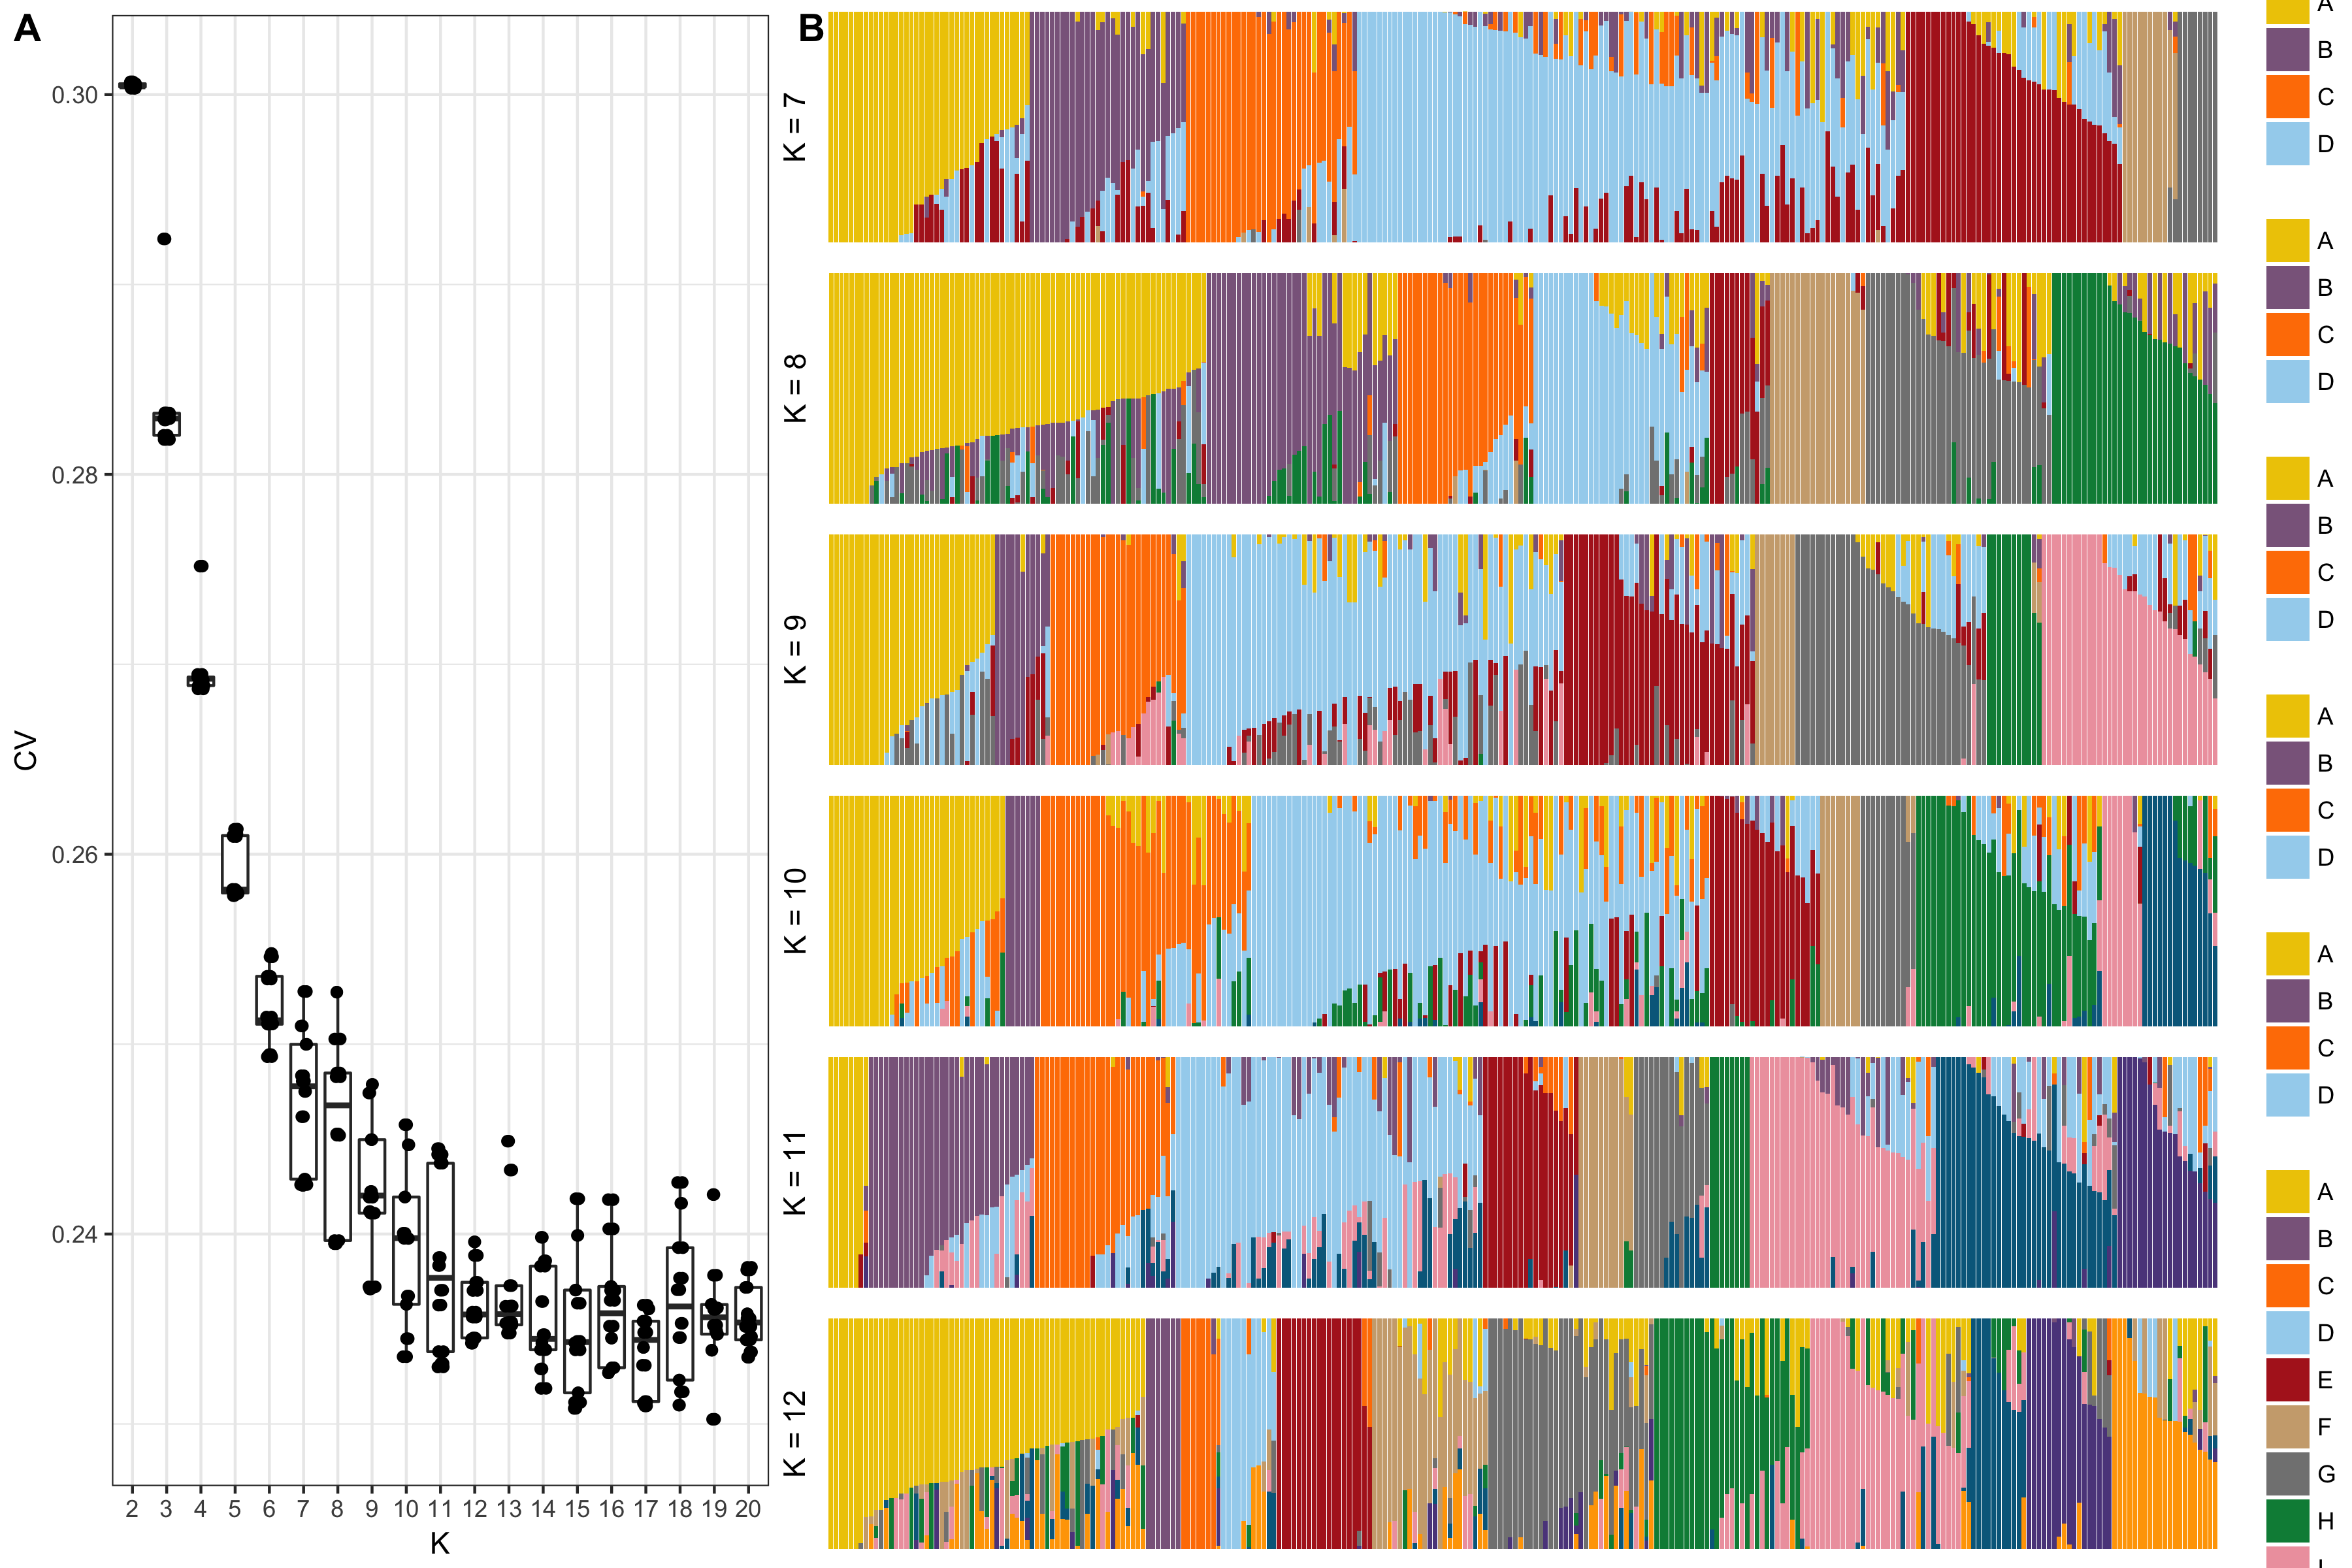 A
B
0.30
0.28
0.26
0.24
CV
2 3 4 5 6 7 8 9 10 11 12 13 14 15 16 17 18 19 20
K
K = 7
K = 8
K = 9
K = 10
K = 11
K = 12
A
B
C
D
A
B
C
D
A
B
C
D
A
B
C
D
A
B
C
D
A
B
C
D
E
F
G
H